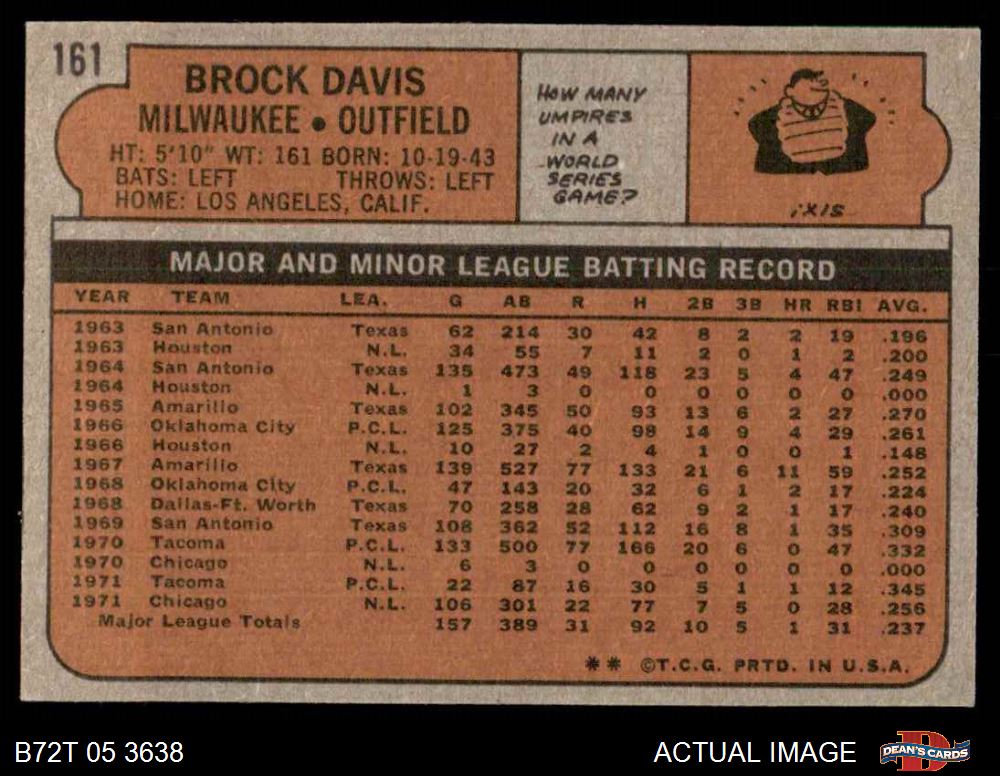 161
BROCK DAVIS
MILWAUKEE • OUTFIELD
HT: 5'10" WT: 161 BORN: 10-19-43
BATS: LEFT THROWS: LEFT
HOME: LOS ANGELES, CALIF.
HOW MANY
UMPIRES
IN A
WORLD
SERIES
GAME?
¡XIS
MAJOR AND MINOR LEAGUE BATTING RECORD
YEAR TEAM LEA. G AB R H 2B 3B HR RBI AVG.
1963 San Antonio Texas 62 214 30 42 8 2 2 19 .196
1963 Houston N.L. 34 55 7 11 2 0 1 2 .200
1964 San Antonio Texas 135 473 49 118 23 5 4 47 .249
1964 Houston N.L. 1 3 0 0 0 0 0 0 .000
1965 Amarillo Texas 102 345 50 93 13 6 2 27 .270
1966 Oklahoma City P.C.L. 125 375 40 98 14 9 4 29 .261
1966 Houston N.L. 10 27 2 4 1 0 0 1 .148
1967 Amarillo Texas 139 527 77 133 21 6 11 59 .252
1968 Oklahoma City P.C.L. 47 143 20 32 6 1 2 17 .224
1968 Dallas-Ft. Worth Texas 70 258 28 62 9 2 1 17 .240
1969 San Antonio Texas 108 362 52 112 16 8 1 35 .309
1970 Tacoma P.C.L. 133 500 77 166 20 6 0 47 .332
1970 Chicago N.L. 6 3 0 0 0 0 0 0 .000
1971 Tacoma P.C.L. 22 87 16 30 5 1 1 12 .345
1971 Chicago N.L. 106 301 22 77 7 5 0 28 .256
Major League Totals 157 389 31 92 10 5 1 31 .237
** ©T.C.G. PRTD. IN U.S.A.
B72T 05 3638 ACTUAL IMAGE DEAN'S CARDS